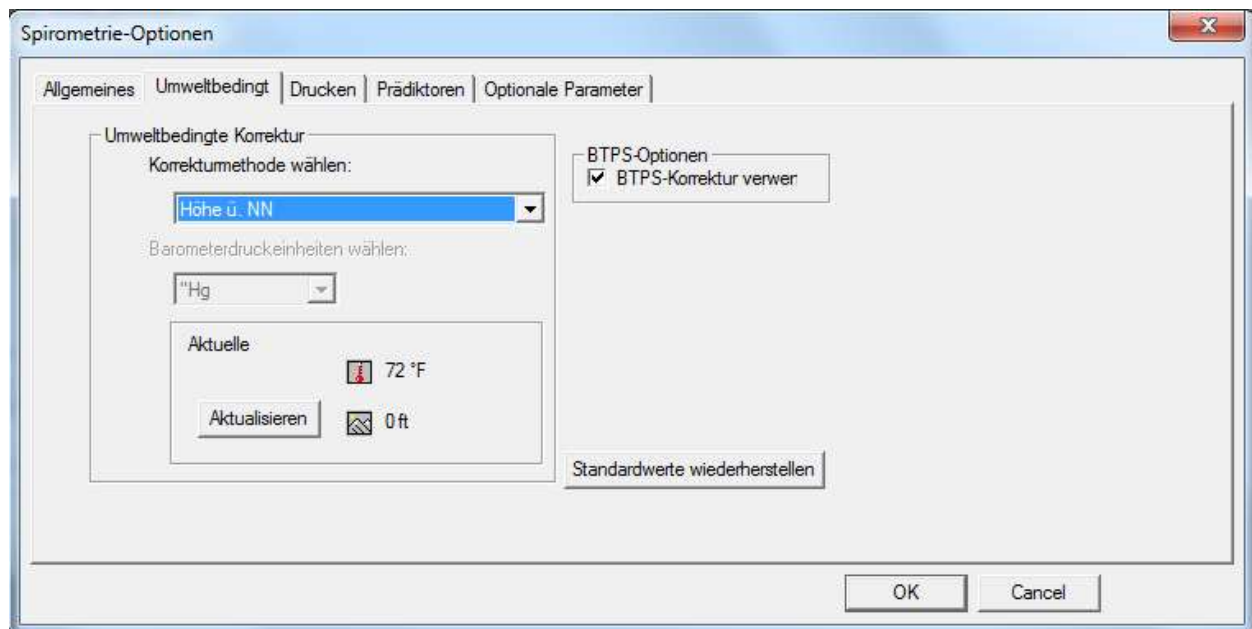 Spirometrie-Optionen
Allgemeines Umweltbedingt Drucken Prädiktoren Optionale Parameter
Umweltbedingte Korrektur
Korrekturmethode wählen:
Höhe ü. NN
Barometerdruckeinheiten wählen:
"Hg
Aktuelle
72 °F
Aktualisieren
0 ft
BTPS-Optionen
BTPS-Korrektur verwer
Standardwerte wiederherstellen
OK Cancel